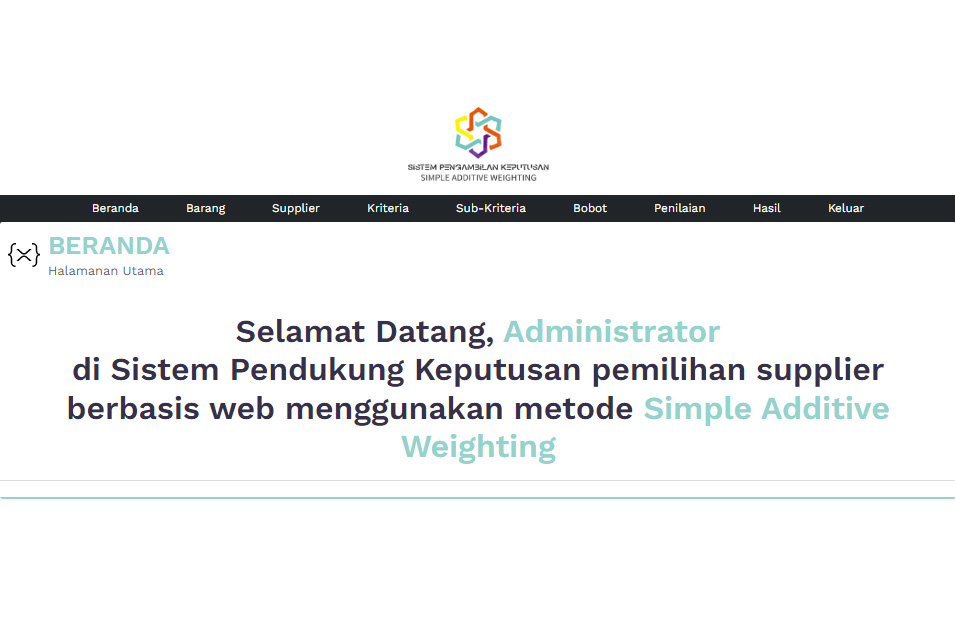 SISTEM PENGAMBILAN KEPUTUSAN
SIMPLE ADDITIVE WEIGHTING
Beranda Barang Supplier Kriteria Sub-Kriteria Bobot Penilaian Hasil Keluar
BERANDA
Halamanan Utama
Selamat Datang, Administrator
di Sistem Pendukung Keputusan pemilihan supplier
berbasis web menggunakan metode Simple Additive
Weighting